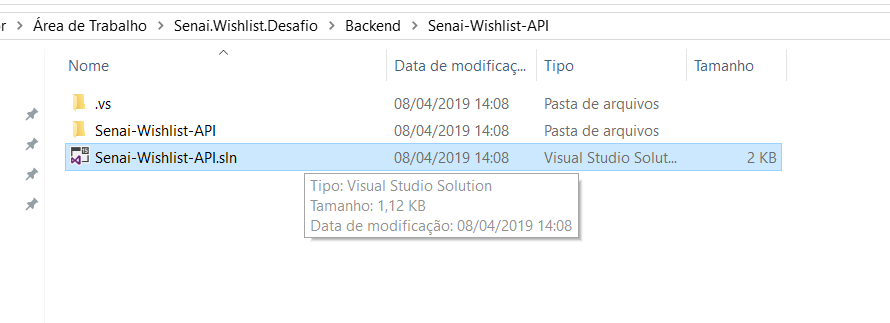 r > Área de Trabalho > Senai.Wishlist.Desafio > Backend > Senai-Wishlist-API
Nome Data de modificaç... Tipo Tamanho
.vs 08/04/2019 14:08 Pasta de arquivos
Senai-Wishlist-API 08/04/2019 14:08 Pasta de arquivos
Senai-Wishlist-API.sln 08/04/2019 14:08 Visual Studio Solut... 2 KB
Tipo: Visual Studio Solution
Tamanho: 1,12 KB
Data de modificação: 08/04/2019 14:08